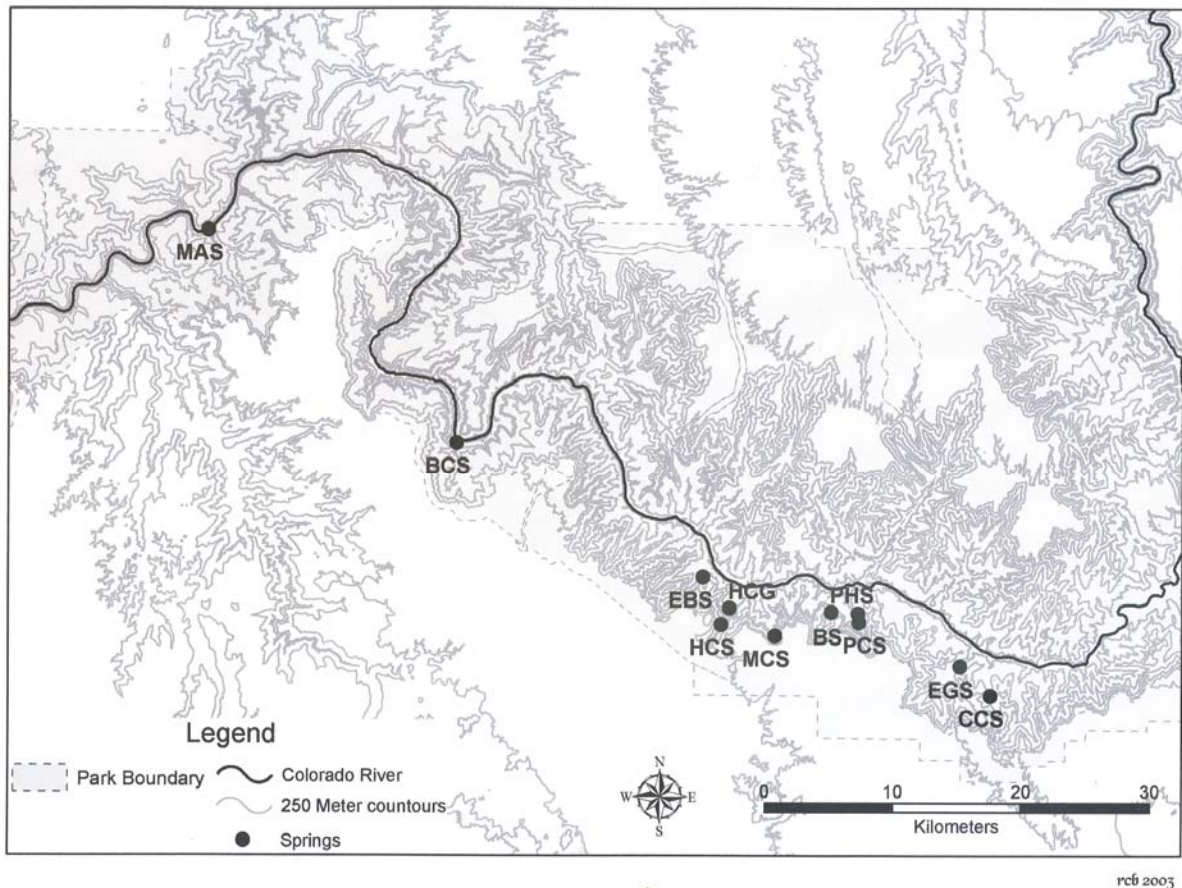 MAS
BCS
EBS
HCG
PHS
HCS
MCS
BS
PCS
EGS
CCS
Legend
Park Boundary
Colorado River
250 Meter countours
Springs
N
W E
S
0 10 20 30
Kilometers
rcb 2003